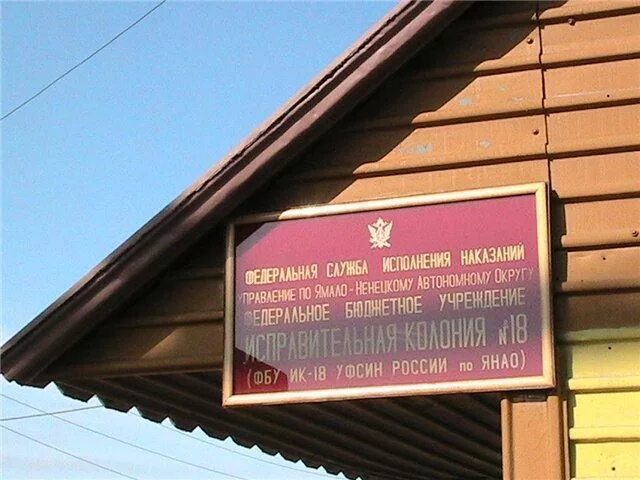 Федеральная служба исполнения наказаний
Управление по Ямало-Ненецкому Автономному Округу
Федеральное бюджетное учреждение
Исправительная колония №18
(ФБУ ИК-18 УФСИН России по ЯНАО)